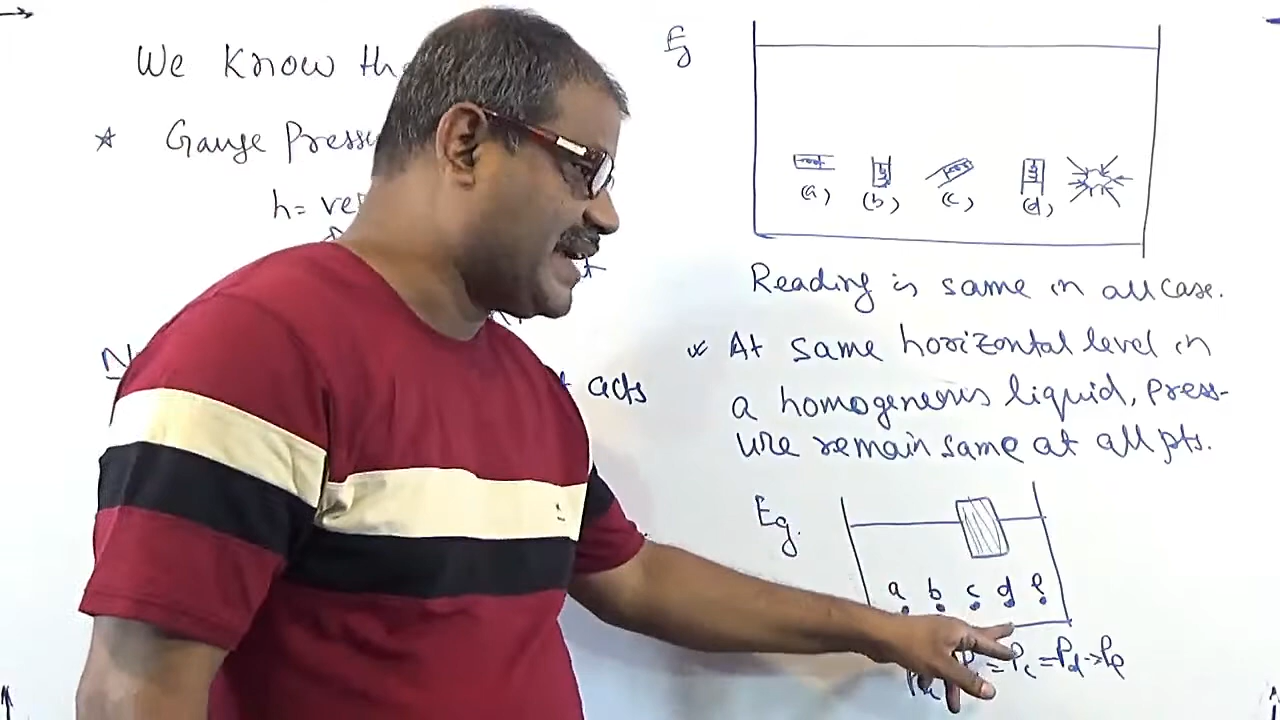 We Know th
* Gauge Pressu
h = ver
acts
Eg
(a) (b) (c) (d)
Reading is same in all case.
* At same horizontal level in
a homogeneous liquid, press-
ure remain same at all pts.
Eg.
a b c d e
= Pc = Pd → Pe